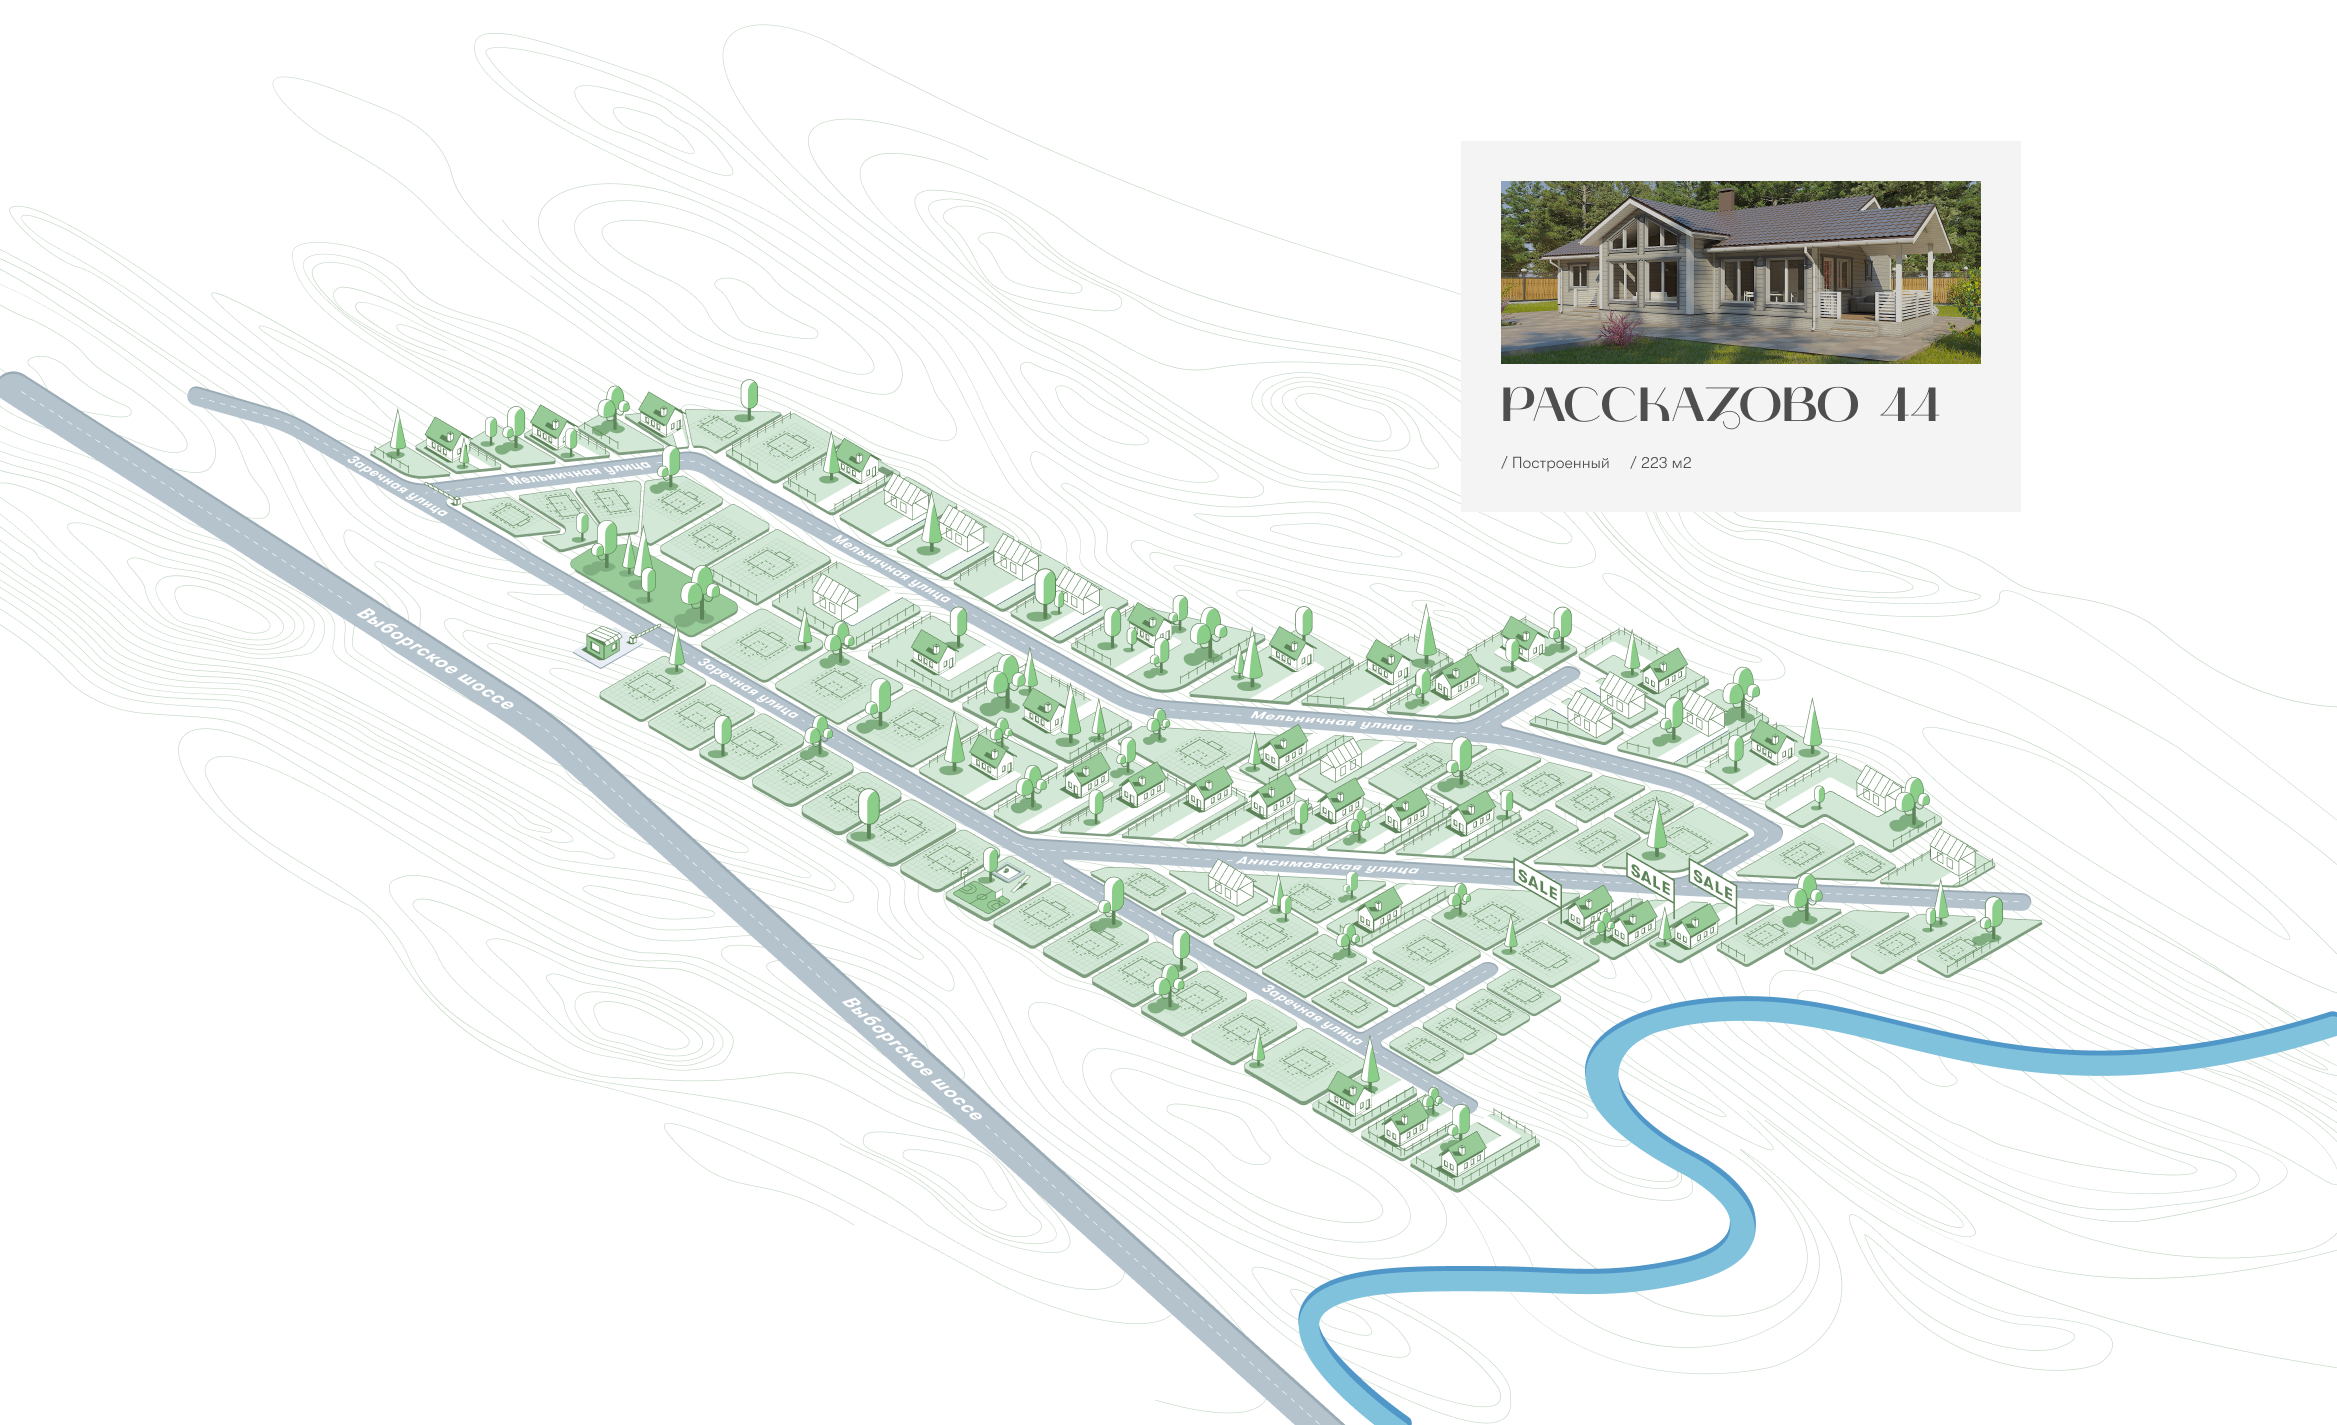 РАССКАЗОВО 44
/ Построенный / 223 м2
Заречная улица
Мельничная улица
Мельничная улица
Выборгское шоссе
Заречная улица
Мельничная улица
Анисимовская улица
SALE
SALE
SALE
Заречная улица
Выборгское шоссе